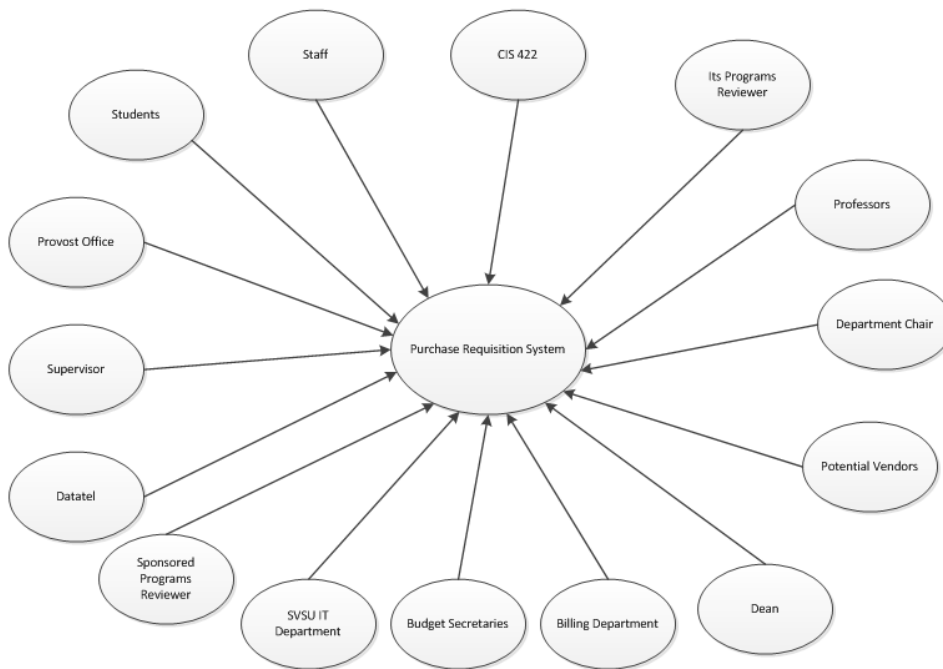 Staff
CIS 422
Its Programs
Reviewer
Students
Professors
Provost Office
Department Chair
Purchase Requisition System
Supervisor
Potential Vendors
Datatel
Sponsored
Programs
Reviewer
SVSU IT
Department
Budget Secretaries
Billing Department
Dean